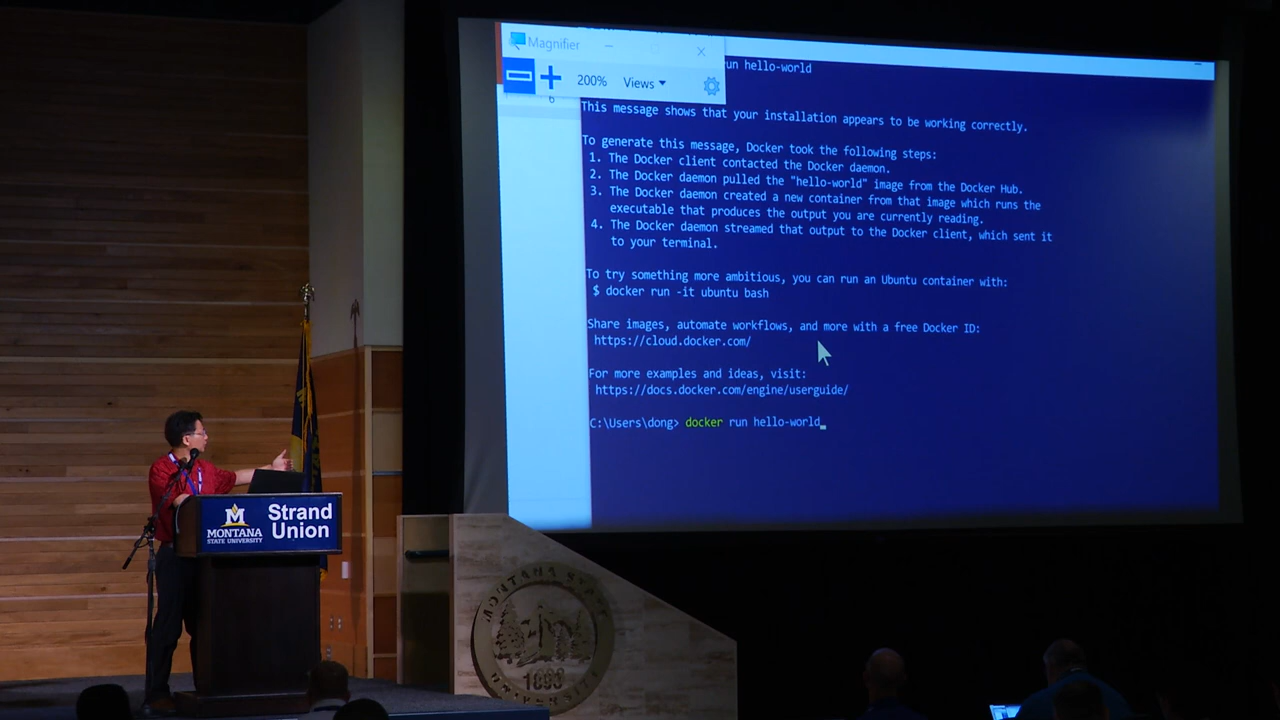 Magnifier
200% Views
run hello-world
This message shows that your installation appears to be working correctly.
To generate this message, Docker took the following steps:
1. The Docker client contacted the Docker daemon.
2. The Docker daemon pulled the "hello-world" image from the Docker Hub.
3. The Docker daemon created a new container from that image which runs the
executable that produces the output you are currently reading.
4. The Docker daemon streamed that output to the Docker client, which sent it
to your terminal.
To try something more ambitious, you can run an Ubuntu container with:
$ docker run -it ubuntu bash
Share images, automate workflows, and more with a free Docker ID:
https://cloud.docker.com/
For more examples and ideas, visit:
https://docs.docker.com/engine/userguide/
C:\Users\dong> docker run hello-world
MONTANA
STATE UNIVERSITY
Strand
Union
MONTANA STATE
UNIVERSITY
1893